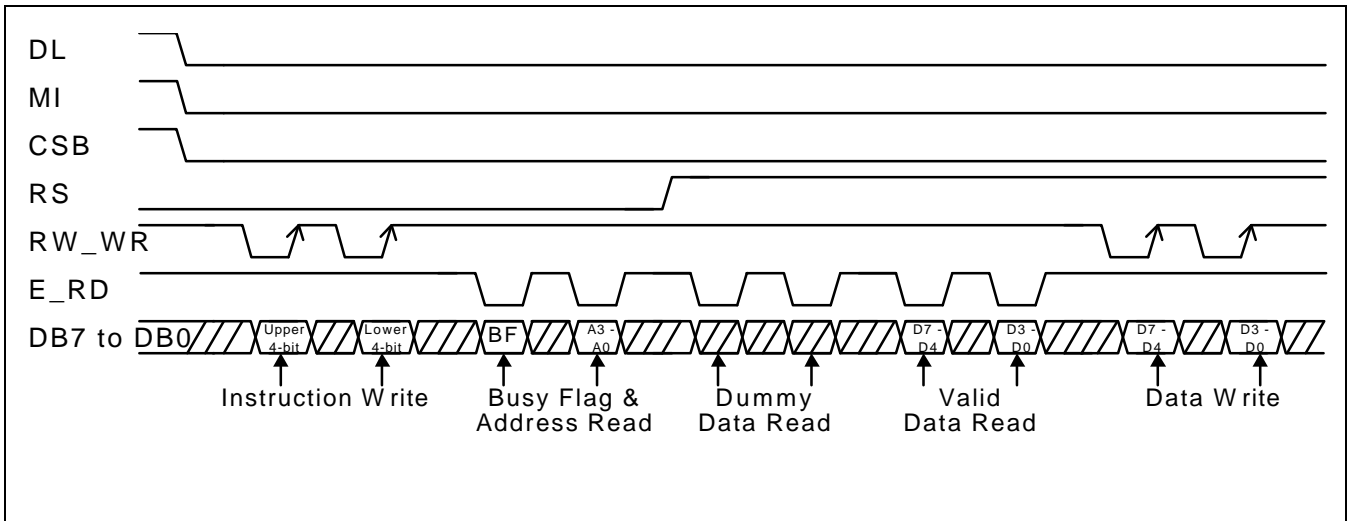 DL
MI
CSB
RS
RW_WR
E_RD
DB7 to DB0
Upper
4-bit
Lower
4-bit
BF
A3 -
A0
D7 -
D4
D3 -
D0
D7 -
D4
D3 -
D0
Instruction Write
Busy Flag &
Address Read
Dummy
Data Read
Valid
Data Read
Data Write